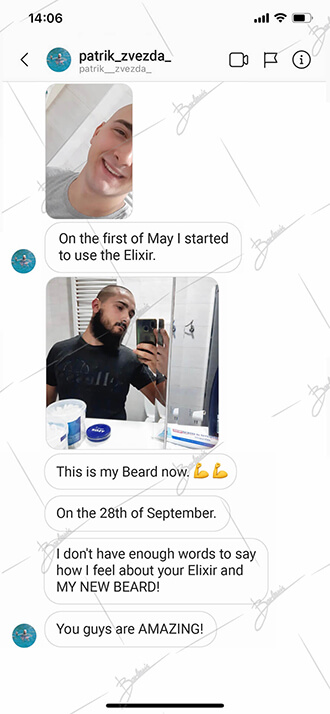 14:06
patrik_zvezda_
patrik__zvezda_
On the first of May I started
to use the Elixir.
This is my Beard now. 💪💪
On the 28th of September.
I don't have enough words to say
how I feel about your Elixir and
MY NEW BEARD!
You guys are AMAZING!